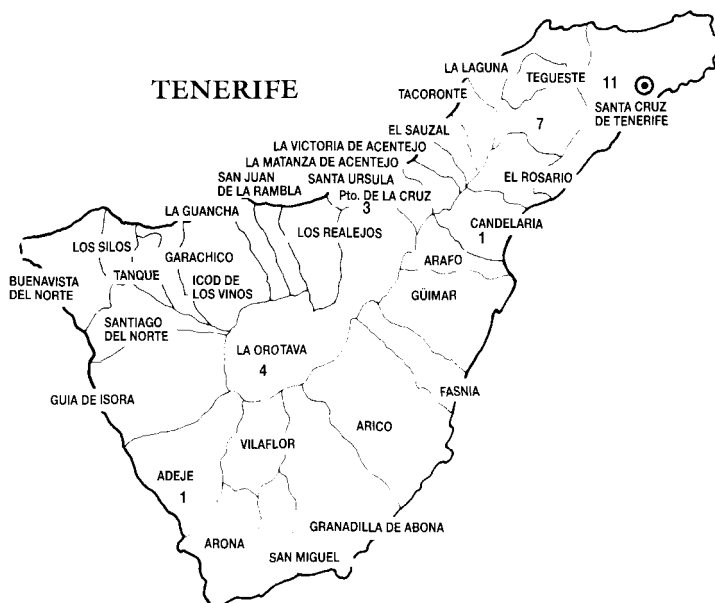 TENERIFE
LA LAGUNA
TEGUESTE
11
TACORONTE
SANTA CRUZ
DE TENERIFE
7
EL SAUZAL
LA VICTORIA DE ACENTEJO
LA MATANZA DE ACENTEJO
SANTA URSULA
EL ROSARIO
SAN JUAN
DE LA RAMBLA
Pto. DE LA CRUZ
3
LA GUANCHA
CANDELARIA
1
LOS REALEJOS
LOS SILOS
GARACHICO
ARAFO
TANQUE
BUENAVISTA
DEL NORTE
ICOD DE
LOS VINOS
GÜIMAR
SANTIAGO
DEL NORTE
LA OROTAVA
4
GUIA DE ISORA
FASNIA
ARICO
VILAFLOR
ADEJE
1
GRANADILLA DE ABONA
ARONA
SAN MIGUEL